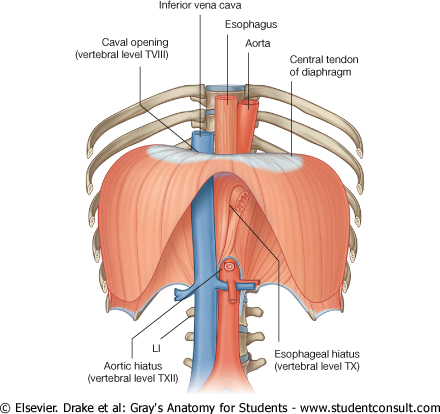 Inferior vena cava
Esophagus
Caval opening
(vertebral level TVIII)
Aorta
Central tendon
of diaphragm
LI
Aortic hiatus
(vertebral level TXII)
Esophageal hiatus
(vertebral level TX)
© Elsevier. Drake et al: Gray's Anatomy for Students - www.studentconsult.com